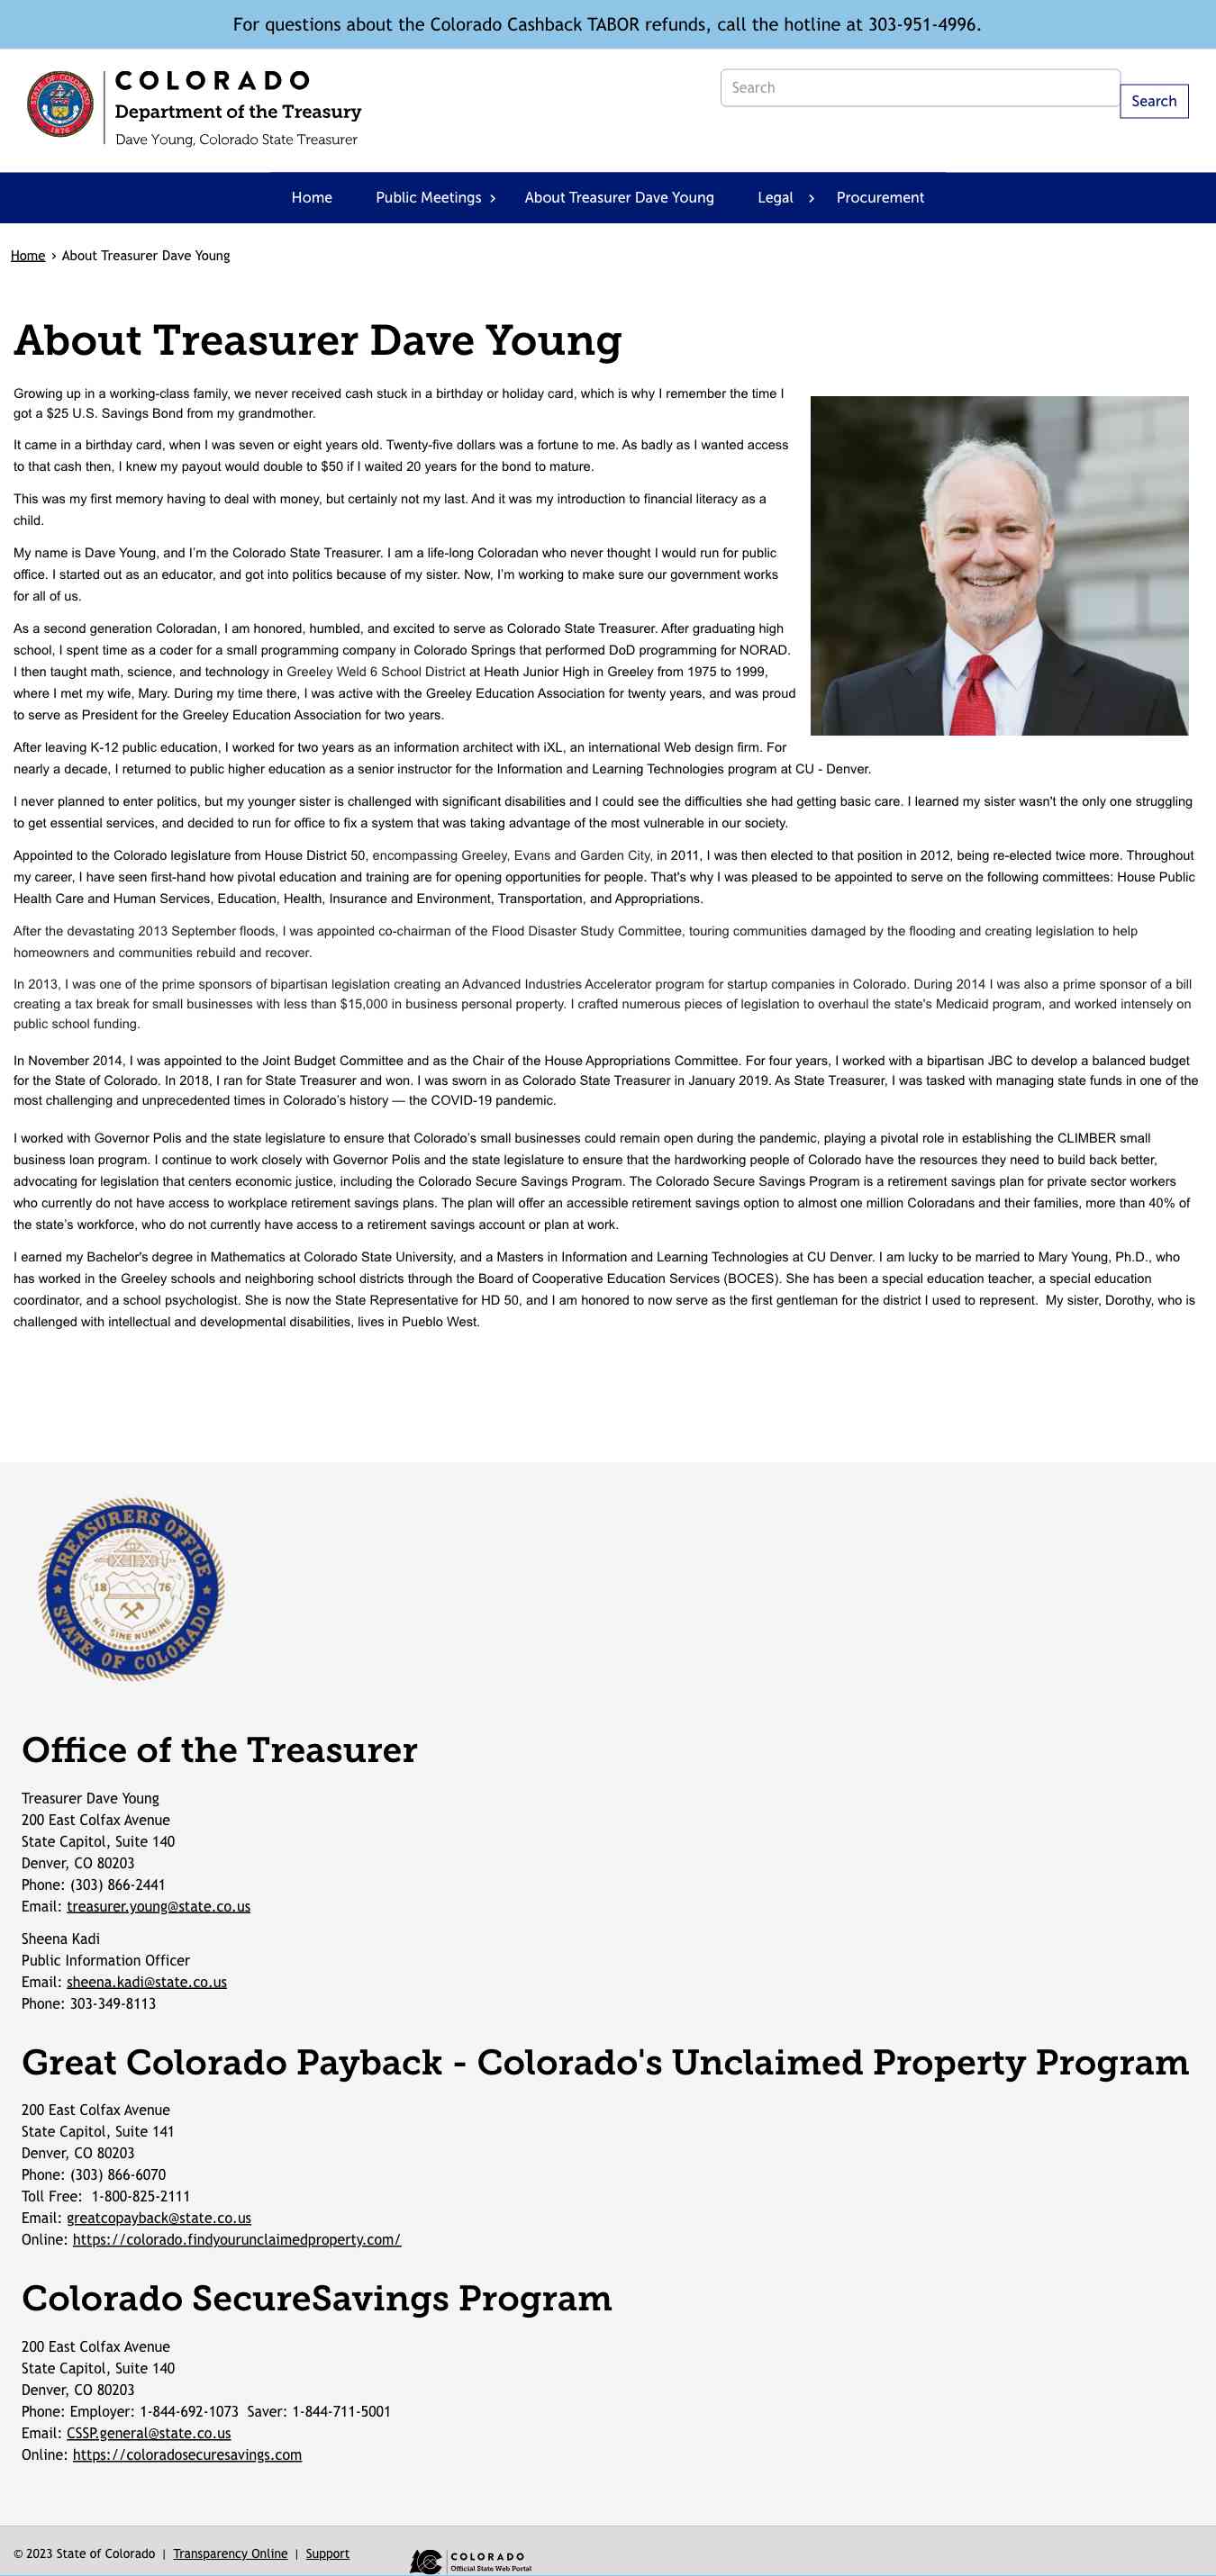 For questions about the Colorado Cashback TABOR refunds, call the hotline at 303-951-4996.
STATE OF COLORADO
1876
COLORADO
Department of the Treasury
Dave Young, Colorado State Treasurer
Search
Search
Home Public Meetings › About Treasurer Dave Young Legal › Procurement
Home › About Treasurer Dave Young
About Treasurer Dave Young
Growing up in a working-class family, we never received cash stuck in a birthday or holiday card, which is why I remember the time I
got a $25 U.S. Savings Bond from my grandmother.
It came in a birthday card, when I was seven or eight years old. Twenty-five dollars was a fortune to me. As badly as I wanted access
to that cash then, I knew my payout would double to $50 if I waited 20 years for the bond to mature.
This was my first memory having to deal with money, but certainly not my last. And it was my introduction to financial literacy as a
child.
My name is Dave Young, and I’m the Colorado State Treasurer. I am a life-long Coloradan who never thought I would run for public
office. I started out as an educator, and got into politics because of my sister. Now, I’m working to make sure our government works
for all of us.
As a second generation Coloradan, I am honored, humbled, and excited to serve as Colorado State Treasurer. After graduating high
school, I spent time as a coder for a small programming company in Colorado Springs that performed DoD programming for NORAD.
I then taught math, science, and technology in Greeley Weld 6 School District at Heath Junior High in Greeley from 1975 to 1999,
where I met my wife, Mary. During my time there, I was active with the Greeley Education Association for twenty years, and was proud
to serve as President for the Greeley Education Association for two years.
After leaving K-12 public education, I worked for two years as an information architect with iXL, an international Web design firm. For
nearly a decade, I returned to public higher education as a senior instructor for the Information and Learning Technologies program at CU - Denver.
I never planned to enter politics, but my younger sister is challenged with significant disabilities and I could see the difficulties she had getting basic care. I learned my sister wasn't the only one struggling
to get essential services, and decided to run for office to fix a system that was taking advantage of the most vulnerable in our society.
Appointed to the Colorado legislature from House District 50, encompassing Greeley, Evans and Garden City, in 2011, I was then elected to that position in 2012, being re-elected twice more. Throughout
my career, I have seen first-hand how pivotal education and training are for opening opportunities for people. That's why I was pleased to be appointed to serve on the following committees: House Public
Health Care and Human Services, Education, Health, Insurance and Environment, Transportation, and Appropriations.
After the devastating 2013 September floods, I was appointed co-chairman of the Flood Disaster Study Committee, touring communities damaged by the flooding and creating legislation to help
homeowners and communities rebuild and recover.
In 2013, I was one of the prime sponsors of bipartisan legislation creating an Advanced Industries Accelerator program for startup companies in Colorado. During 2014 I was also a prime sponsor of a bill
creating a tax break for small businesses with less than $15,000 in business personal property. I crafted numerous pieces of legislation to overhaul the state's Medicaid program, and worked intensely on
public school funding.
In November 2014, I was appointed to the Joint Budget Committee and as the Chair of the House Appropriations Committee. For four years, I worked with a bipartisan JBC to develop a balanced budget
for the State of Colorado. In 2018, I ran for State Treasurer and won. I was sworn in as Colorado State Treasurer in January 2019. As State Treasurer, I was tasked with managing state funds in one of the
most challenging and unprecedented times in Colorado’s history — the COVID-19 pandemic.
I worked with Governor Polis and the state legislature to ensure that Colorado’s small businesses could remain open during the pandemic, playing a pivotal role in establishing the CLIMBER small
business loan program. I continue to work closely with Governor Polis and the state legislature to ensure that the hardworking people of Colorado have the resources they need to build back better,
advocating for legislation that centers economic justice, including the Colorado Secure Savings Program. The Colorado Secure Savings Program is a retirement savings plan for private sector workers
who currently do not have access to workplace retirement savings plans. The plan will offer an accessible retirement savings option to almost one million Coloradans and their families, more than 40% of
the state’s workforce, who do not currently have access to a retirement savings account or plan at work.
I earned my Bachelor's degree in Mathematics at Colorado State University, and a Masters in Information and Learning Technologies at CU Denver. I am lucky to be married to Mary Young, Ph.D., who
has worked in the Greeley schools and neighboring school districts through the Board of Cooperative Education Services (BOCES). She has been a special education teacher, a special education
coordinator, and a school psychologist. She is now the State Representative for HD 50, and I am honored to now serve as the first gentleman for the district I used to represent. My sister, Dorothy, who is
challenged with intellectual and developmental disabilities, lives in Pueblo West.
TREASURERS OFFICE
18 76
NIL SINE NUMINE
STATE OF COLORADO
Office of the Treasurer
Treasurer Dave Young
200 East Colfax Avenue
State Capitol, Suite 140
Denver, CO 80203
Phone: (303) 866-2441
Email: treasurer.young@state.co.us
Sheena Kadi
Public Information Officer
Email: sheena.kadi@state.co.us
Phone: 303-349-8113
Great Colorado Payback - Colorado's Unclaimed Property Program
200 East Colfax Avenue
State Capitol, Suite 141
Denver, CO 80203
Phone: (303) 866-6070
Toll Free: 1-800-825-2111
Email: greatcopayback@state.co.us
Online: https://colorado.findyourunclaimedproperty.com/
Colorado SecureSavings Program
200 East Colfax Avenue
State Capitol, Suite 140
Denver, CO 80203
Phone: Employer: 1-844-692-1073 Saver: 1-844-711-5001
Email: CSSP.general@state.co.us
Online: https://coloradosecuresavings.com
© 2023 State of Colorado | Transparency Online | Support
COLORADO
Official State Web Portal